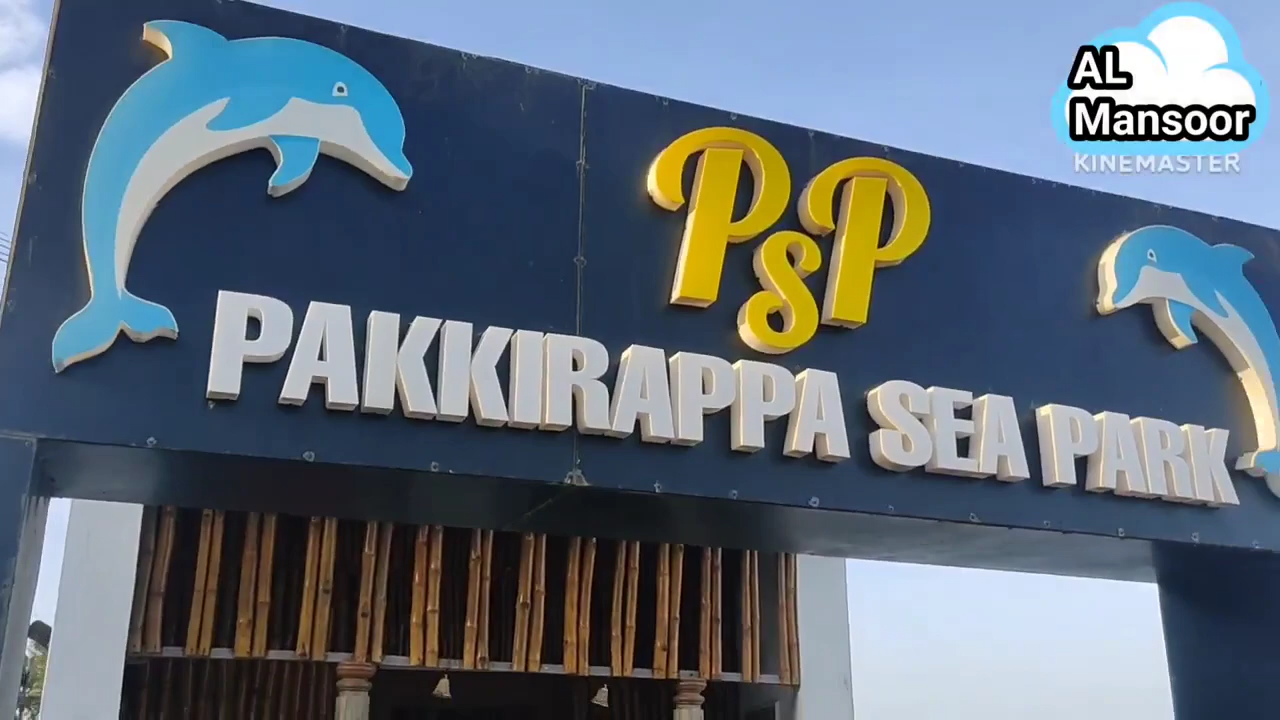 AL
Mansoor
KINEMASTER
PSP
PAKKIRAPPA SEA PARK